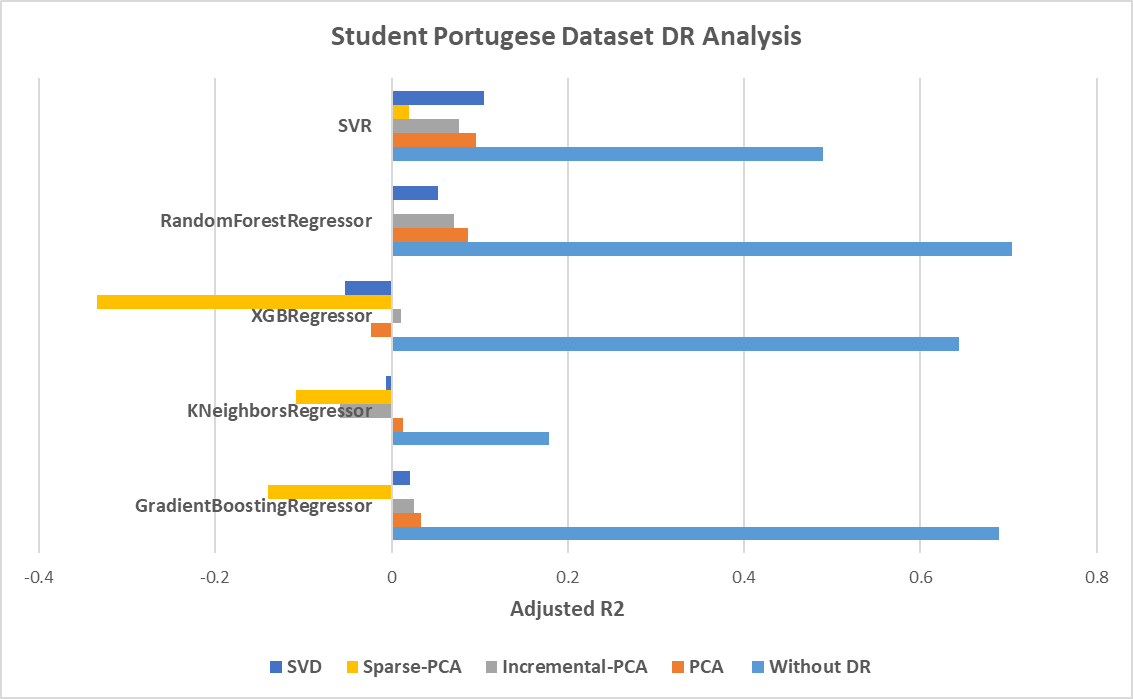 Student Portugese Dataset DR Analysis
SVR
RandomForestRegressor
XGBRegressor
KNeighborsRegressor
GradientBoostingRegressor
-0.4 -0.2 0 0.2 0.4 0.6 0.8
Adjusted R2
SVD Sparse-PCA Incremental-PCA PCA Without DR